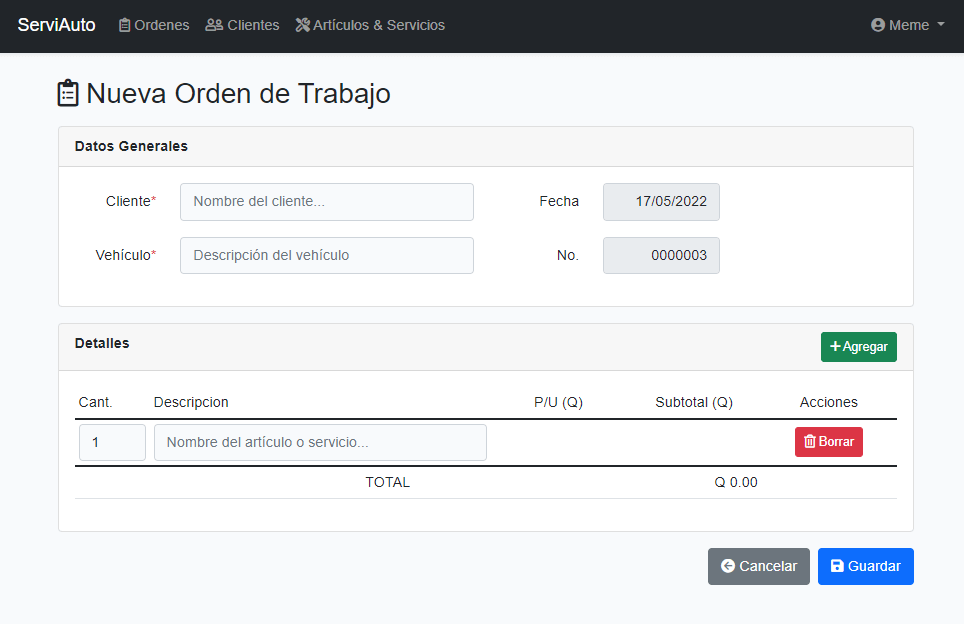 ServiAuto Ordenes Clientes Artículos & Servicios Meme
Nueva Orden de Trabajo
Datos Generales
Cliente* Nombre del cliente... Fecha 17/05/2022
Vehículo* Descripción del vehículo No. 0000003
Detalles Agregar
Cant. Descripcion P/U (Q) Subtotal (Q) Acciones
1 Nombre del artículo o servicio... Borrar
TOTAL Q 0.00
Cancelar Guardar